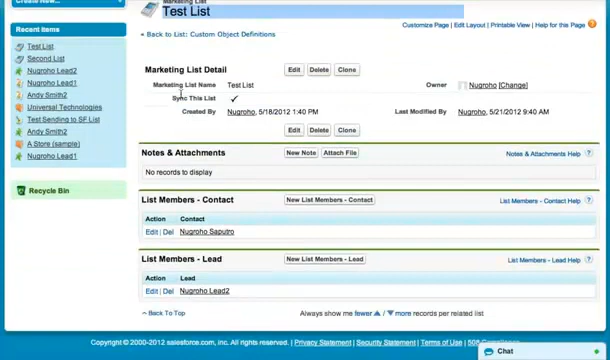 Create New...
Marketing List
Test List
Customize Page | Edit Layout | Printable View | Help for this Page ?
Recent Items
Test List
Second List
Nugroho Lead2
Nugroho Lead1
Andy Smith2
Universal Technologies
Test Sending to SF List
Andy Smith2
A Store (sample)
Nugroho Lead1
Recycle Bin
« Back to List: Custom Object Definitions
Marketing List Detail
Edit Delete Clone
Marketing List Name Test List Owner Nugroho [Change]
Sync This List ✓
Created By Nugroho, 5/18/2012 1:40 PM Last Modified By Nugroho, 5/21/2012 9:40 AM
Edit Delete Clone
Notes & Attachments New Note Attach File Notes & Attachments Help ?
No records to display
List Members - Contact New List Members - Contact List Members - Contact Help ?
Action Contact
Edit | Del Nugroho Saputro
List Members - Lead New List Members - Lead List Members - Lead Help ?
Action Lead
Edit | Del Nugroho Lead2
^ Back To Top Always show me fewer ▲ / ▼ more records per related list
Copyright © 2000-2012 salesforce.com, inc. All rights reserved. | Privacy Statement | Security Statement | Terms of Use | 508 Compliance
Chat